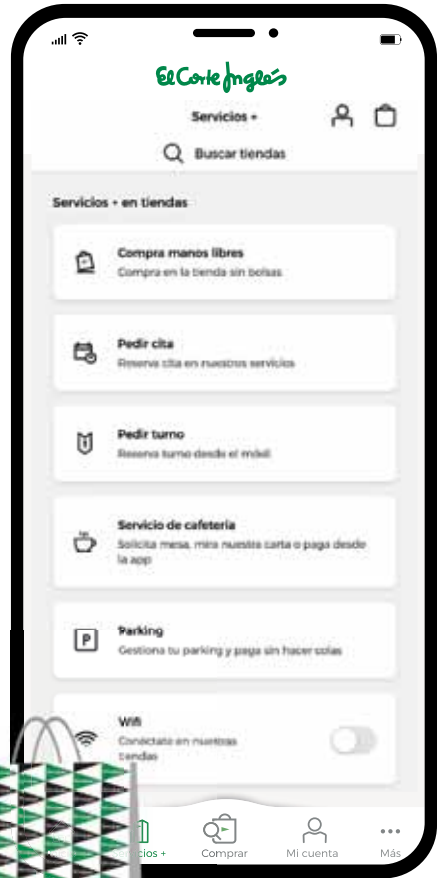 El Corte Inglés
Servicios +
Buscar tiendas
Servicios + en tiendas
Compra manos libres
Compra en la tienda sin bolsas
Pedir cita
Reserva cita en nuestros servicios
Pedir turno
Reserva turno desde el móvil
Servicio de cafetería
Solicita mesa, mira nuestra carta o paga desde
la app
P
Parking
Gestiona tu parking y paga sin hacer colas
Wifi
Conéctate en nuestras
tiendas
cios +
Comprar
Mi cuenta
Más